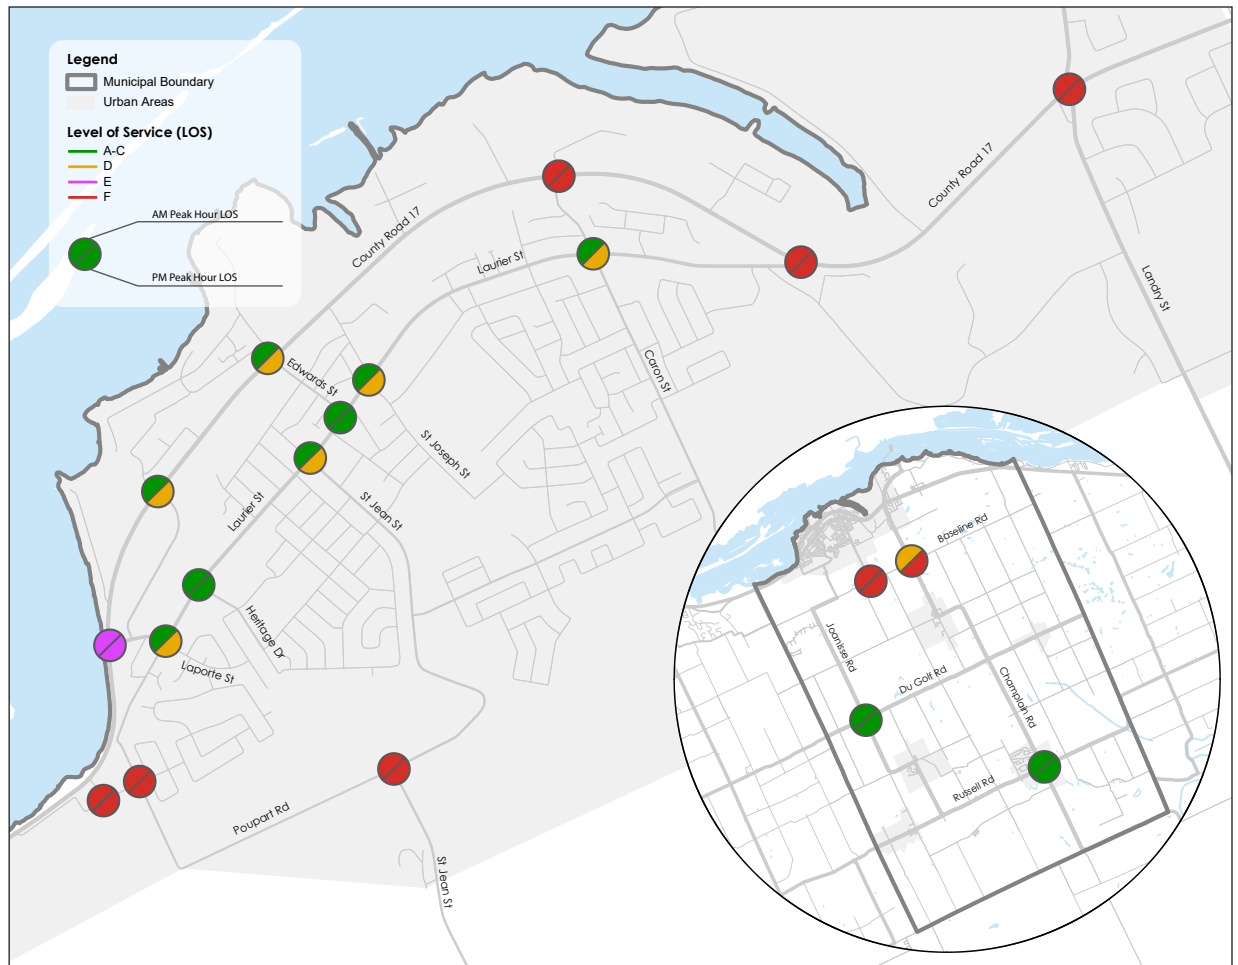 Legend
Municipal Boundary
Urban Areas
Level of Service (LOS)
A-C
D
E
F
AM Peak Hour LOS
PM Peak Hour LOS
County Road 17
County Road 17
Laurier St
Landry St
Edwards St
Caron St
St Joseph St
Laurier St
St Jean St
Heritage Dr
Laporte St
Poupart Rd
St Jean St
Baseline Rd
Joanisse Rd
Du Golf Rd
Champlain Rd
Russell Rd